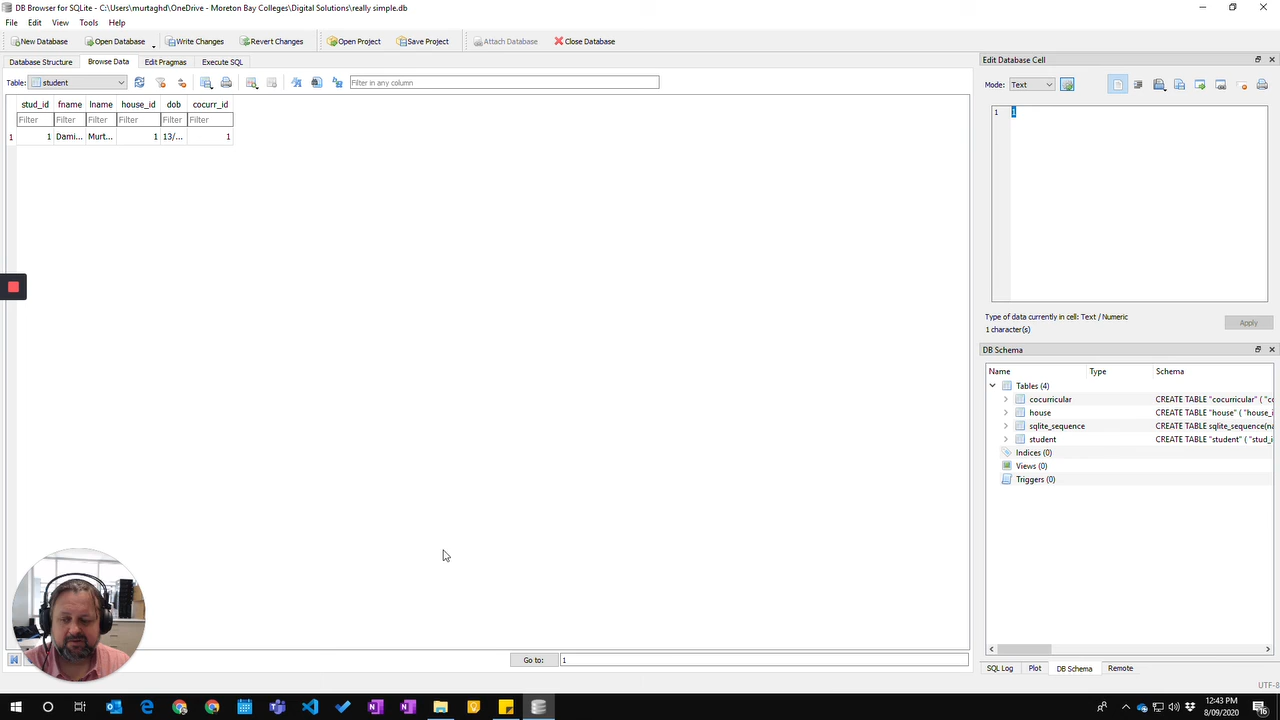 DB Browser for SQLite - C:\Users\murtaghd\OneDrive - Moreton Bay Colleges\Digital Solutions\really simple.db
File Edit View Tools Help
New Database Open Database Write Changes Revert Changes Open Project Save Project Attach Database Close Database
Database Structure Browse Data Edit Pragmas Execute SQL
Table: student Filter in any column
stud_id fname lname house_id dob cocurr_id
Filter Filter Filter Filter Filter Filter
1 1 Dami... Murt... 1 13/... 1
Go to: 1
Edit Database Cell
Mode: Text
1 1
Type of data currently in cell: Text / Numeric
1 character(s)
Apply
DB Schema
Name Type Schema
Tables (4)
cocurricular CREATE TABLE "cocurricular" ( "cc
house CREATE TABLE "house" ( "house_i
sqlite_sequence CREATE TABLE sqlite_sequence(na
student CREATE TABLE "student" ( "stud_i
Indices (0)
Views (0)
Triggers (0)
SQL Log Plot DB Schema Remote
UTF-8
12:43 PM
8/09/2020
16